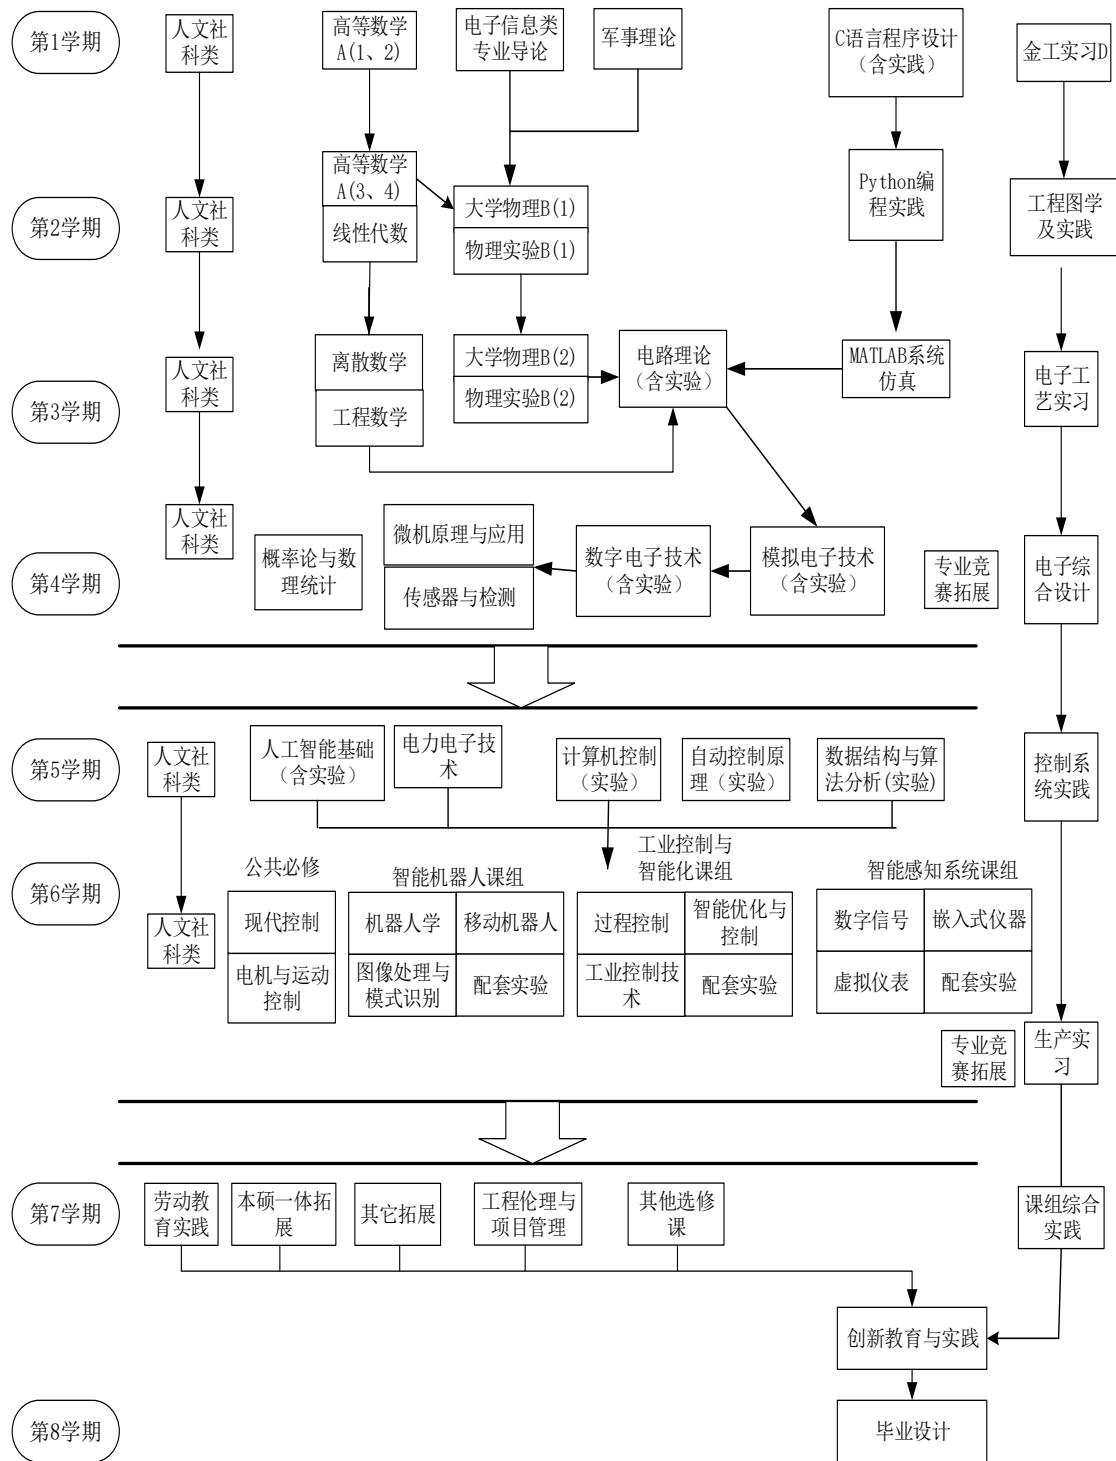 第1学期
人文社
科类
高等数学
A(1、2)
电子信息类
专业导论
军事理论
C语言程序设计
（含实践）
金工实习D
第2学期
人文社
科类
高等数学
A(3、4)
线性代数
大学物理B(1)
物理实验B(1)
Python编
程实践
工程图学
及实践
第3学期
人文社
科类
离散数学
工程数学
大学物理B(2)
物理实验B(2)
电路理论
（含实验）
MATLAB系统
仿真
电子工
艺实习
第4学期
人文社
科类
概率论与数
理统计
微机原理与应用
传感器与检测
数字电子技术
（含实验）
模拟电子技术
（含实验）
专业竞
赛拓展
电子综
合设计
第5学期
人文社
科类
人工智能基础
（含实验）
电力电子技
术
计算机控制
（实验）
自动控制原
理（实验）
数据结构与算
法分析(实验)
控制系
统实践
第6学期
人文社
科类
公共必修
现代控制
电机与运动
控制
智能机器人课组
机器人学
移动机器人
图像处理与
模式识别
配套实验
工业控制与
智能化课组
过程控制
智能优化与
控制
工业控制技
术
配套实验
智能感知系统课组
数字信号
嵌入式仪器
虚拟仪表
配套实验
专业竞
赛拓展
生产实
习
第7学期
劳动教
育实践
本硕一体拓
展
其它拓展
工程伦理与
项目管理
其他选修
课
课组综合
实践
创新教育与实践
第8学期
毕业设计